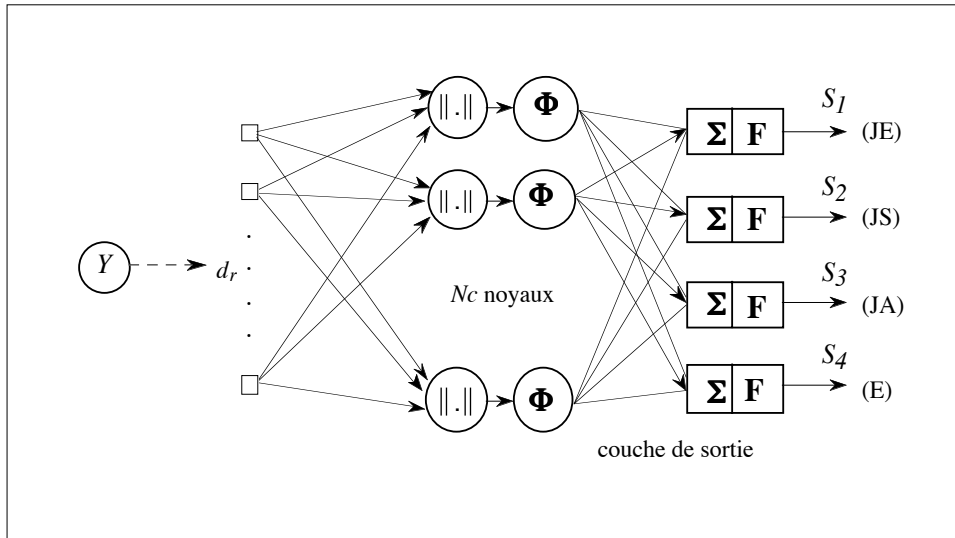 || . || Φ
Σ F S1 (JE)
|| . || Φ
Σ F S2 (JS)
Y dr
Nc noyaux
Σ F S3 (JA)
|| . || Φ
Σ F S4 (E)
couche de sortie